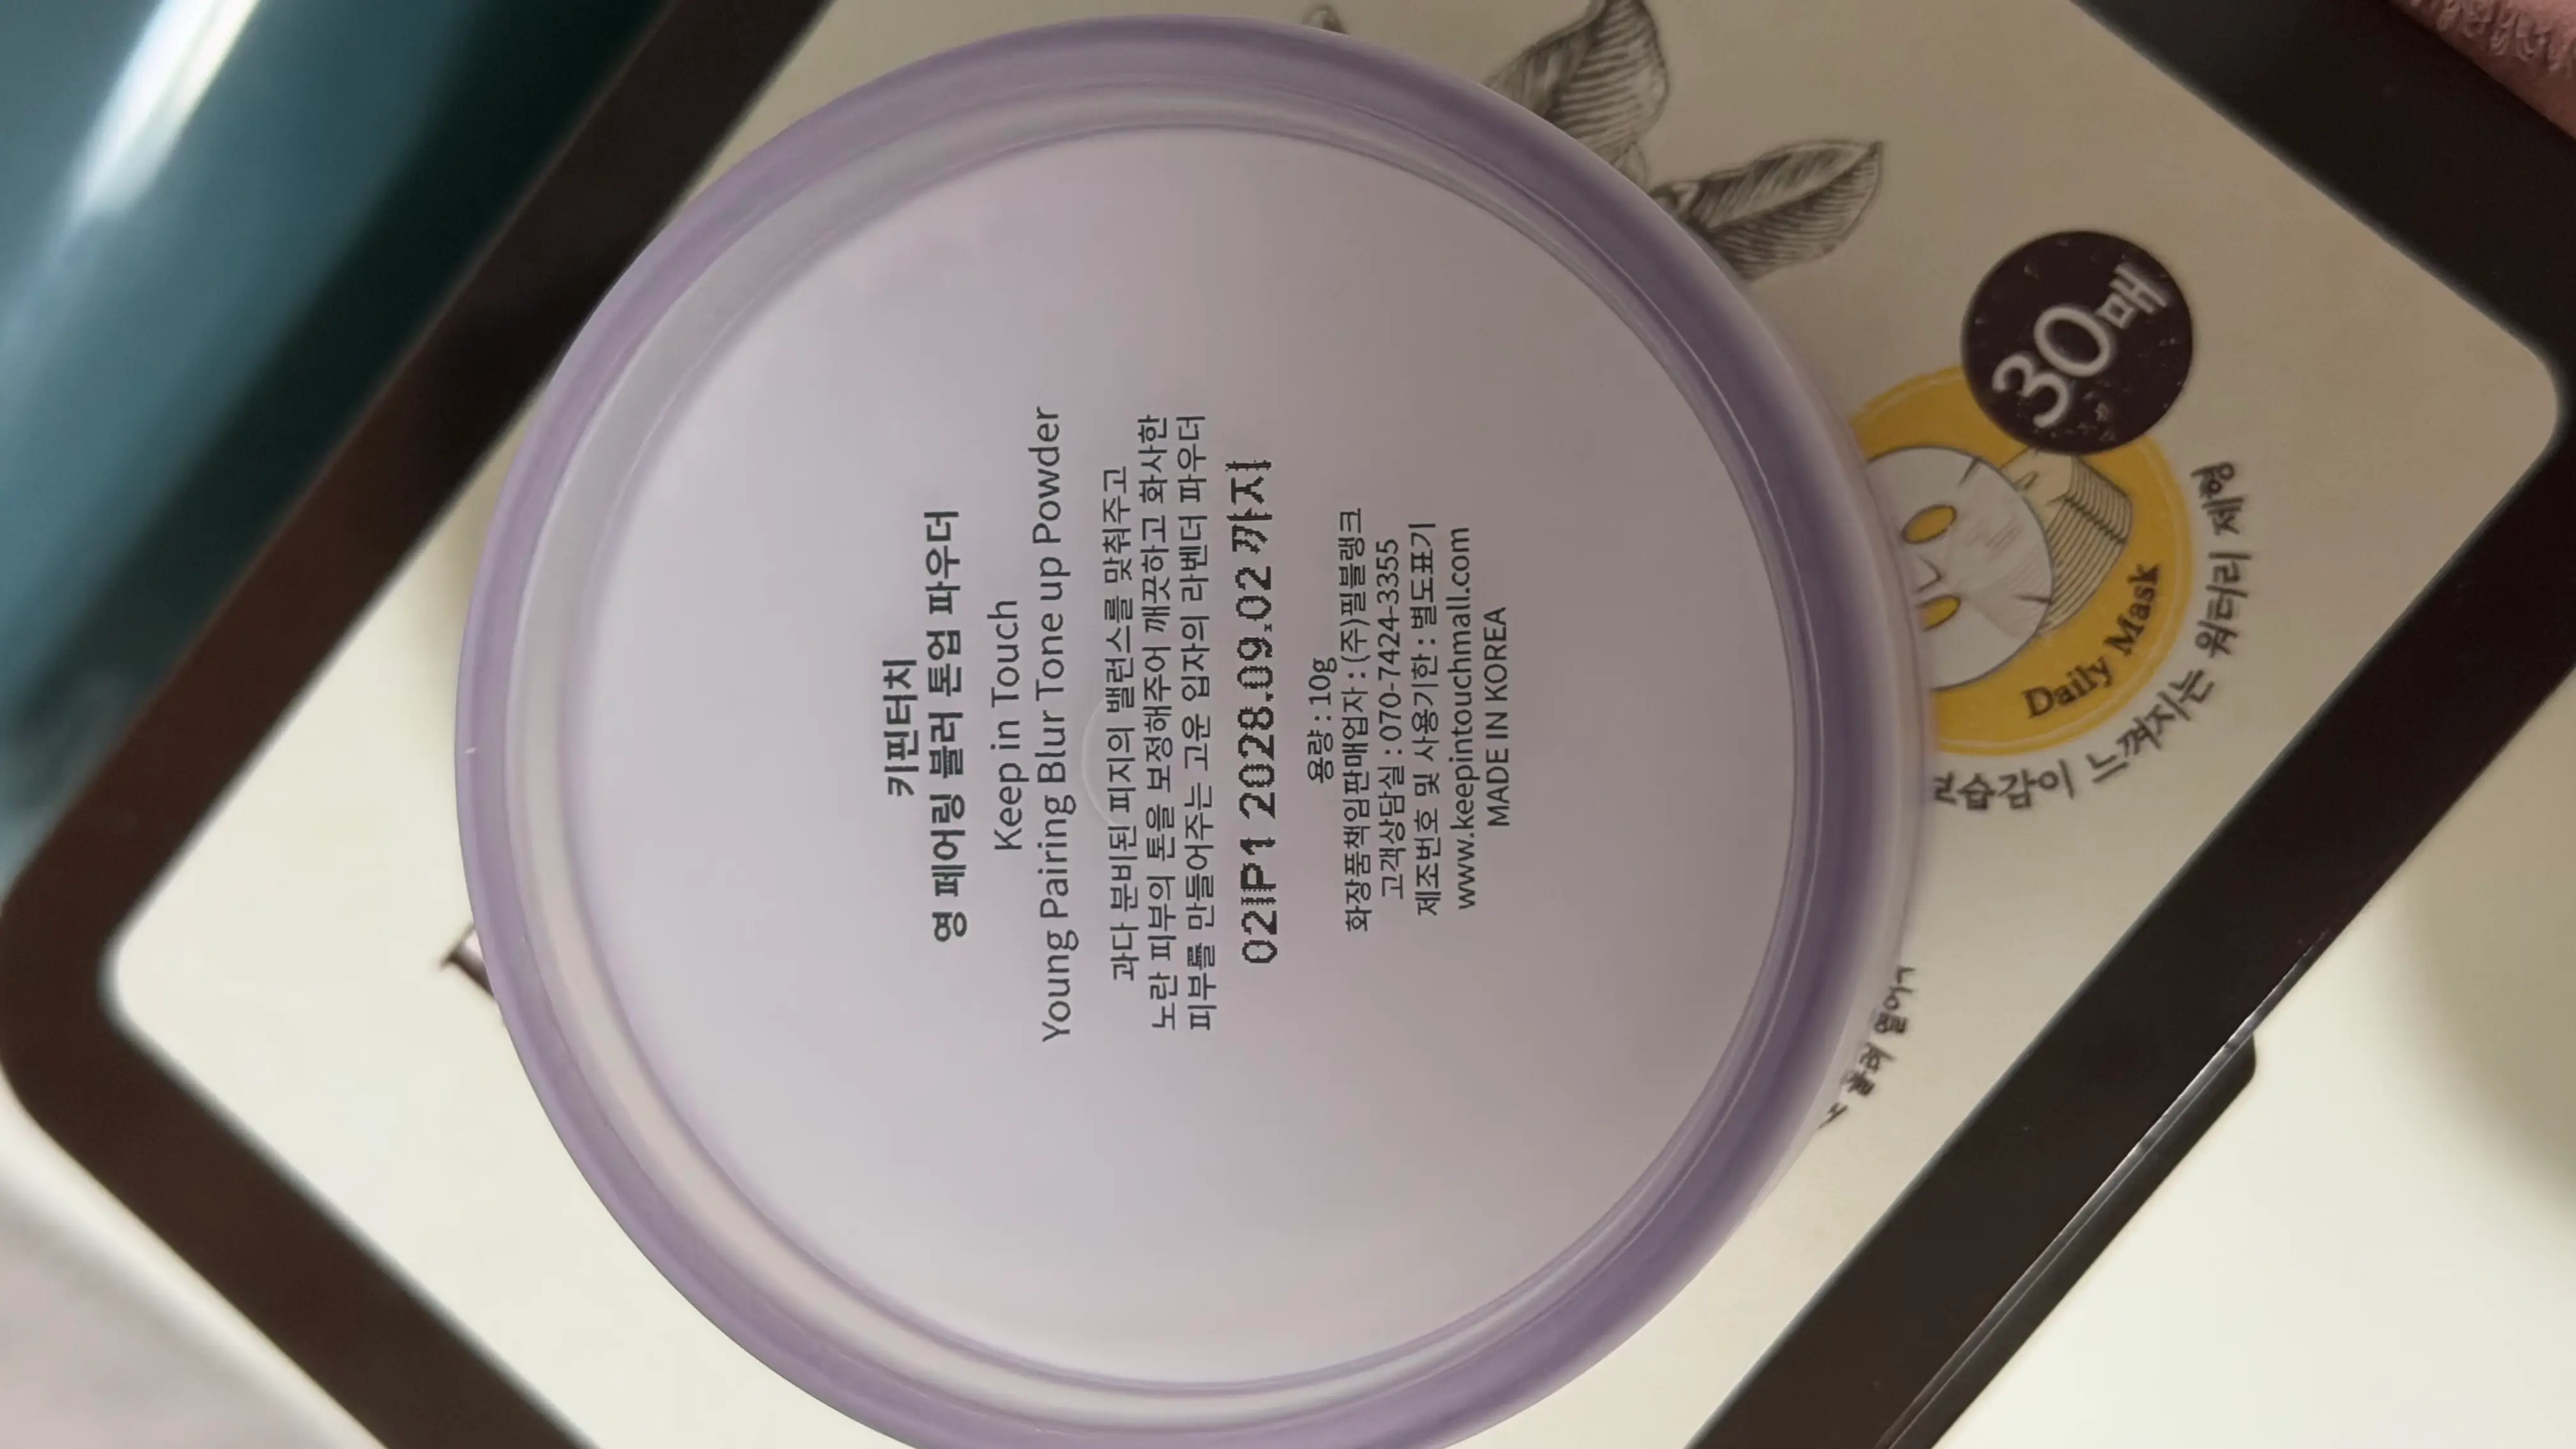 키핀터치
영 페어링 블러 톤업 파우더
Keep in Touch
Young Pairing Blur Tone up Powder
과다 분비된 피지의 밸런스를 맞춰주고
노란 피부의 톤을 보정해주어 깨끗하고 화사한
피부를 만들어주는 고운 입자의 라벤더 파우더
02IP1 2028.09.02 까지
용량 : 10g
화장품책임판매업자 : (주)필블랭크
고객상담실 : 070-7424-3355
제조번호 및 사용기한 : 별도표기
www.keepintouchmall.com
MADE IN KOREA
30매
Daily Mask
보습감이 느껴지는 워터리 제형